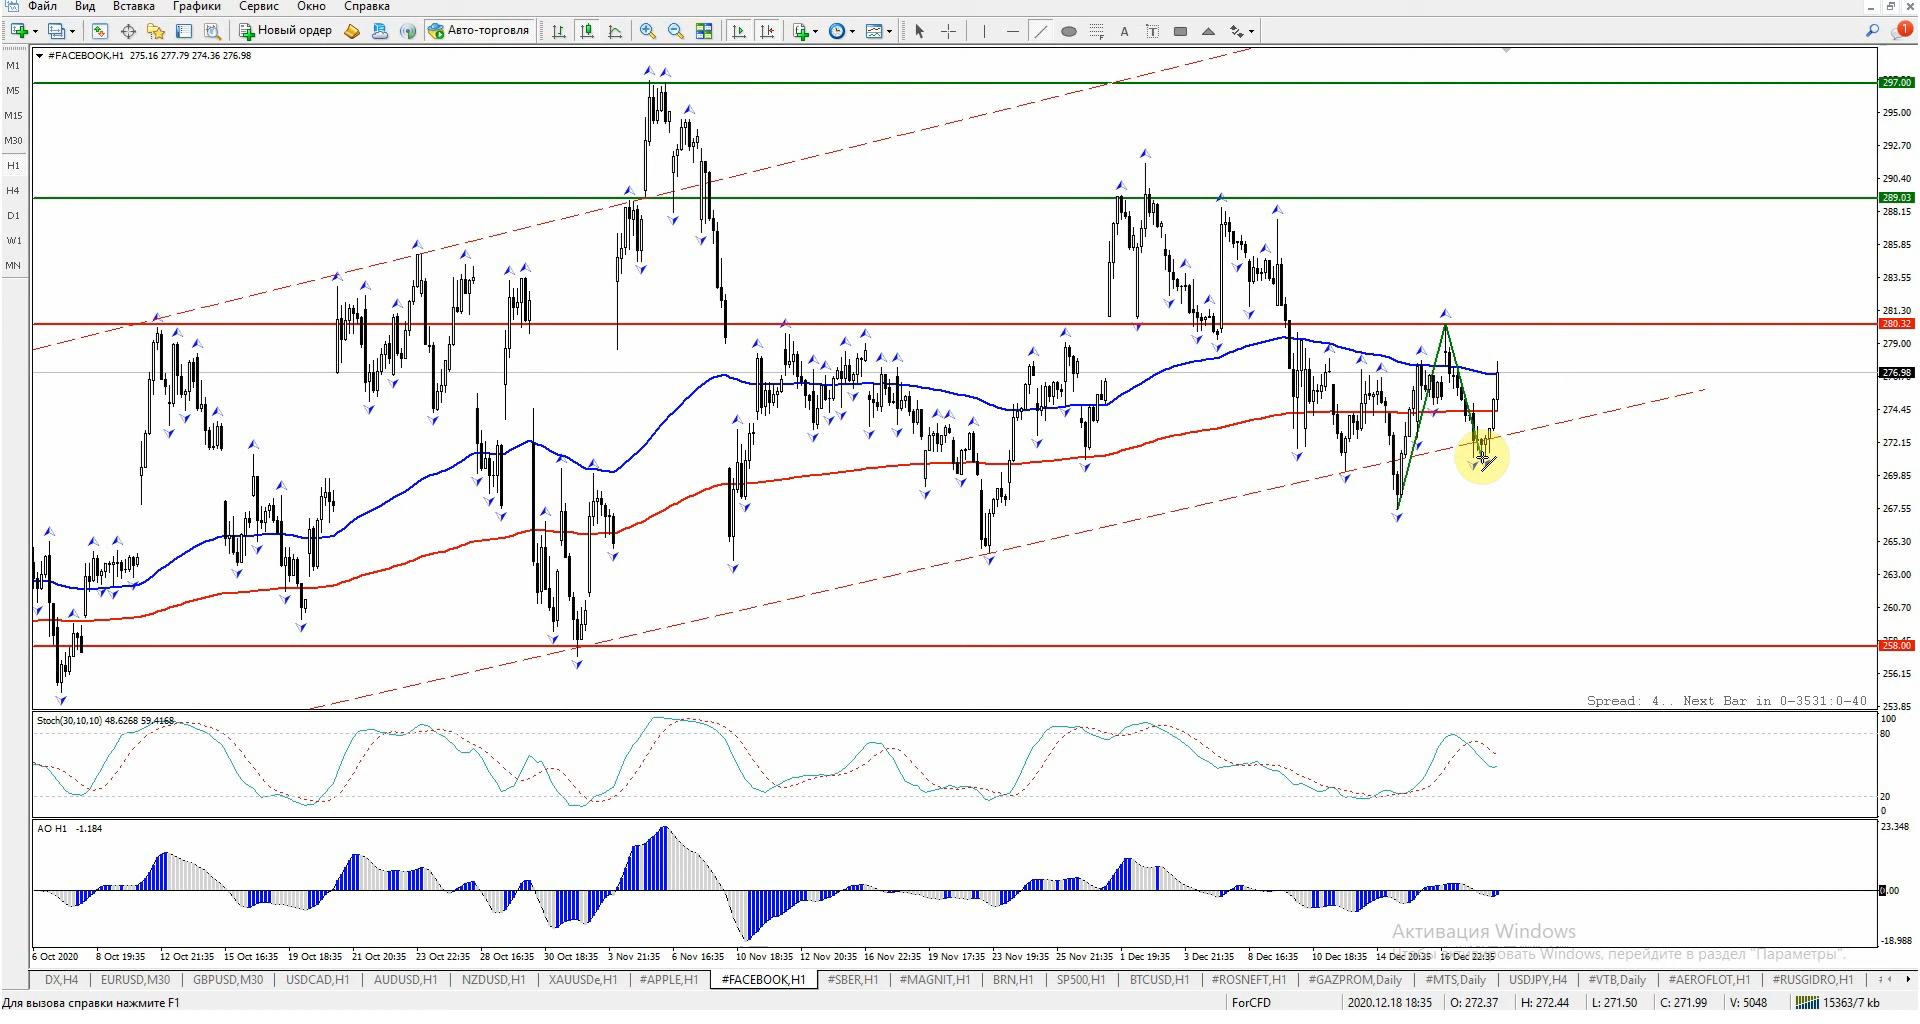 Файл Вид Вставка Графики Сервис Окно Справка
Новый ордер Авто-торговля
M1
M5
M15
M30
H1
H4
D1
W1
MN
#FACEBOOK,H1 275.16 277.79 274.36 276.98
297.00
295.00
292.70
290.40
289.03
288.15
285.85
283.55
281.30
280.32
279.00
276.98
274.45
272.15
269.85
267.55
265.30
263.00
260.70
258.00
256.15
253.85
Spread: 4.. Next Bar in 0-3531:0-40
Stoch(30,10,10) 48.6268 59.4168
100
80
20
0
AO H1 -1.184
23.348
0.00
-18.988
6 Oct 2020 8 Oct 19:35 12 Oct 21:35 15 Oct 16:35 19 Oct 18:35 21 Oct 20:35 23 Oct 22:35 28 Oct 16:35 30 Oct 18:35 3 Nov 21:35 6 Nov 16:35 10 Nov 18:35 12 Nov 20:35 16 Nov 22:35 19 Nov 17:35 23 Nov 19:35 25 Nov 21:35 1 Dec 19:35 3 Dec 21:35 8 Dec 16:35 10 Dec 18:35 14 Dec 20:35 16 Dec 22:35
Активация Windows
Чтобы активировать Windows, перейдите в раздел "Параметры".
DX,H4 EURUSD,M30 GBPUSD,M30 USDCAD,H1 AUDUSD,H1 NZDUSD,H1 XAUUSDe,H1 #APPLE,H1 #FACEBOOK,H1 #SBER,H1 #MAGNIT,H1 BRN,H1 SP500,H1 BTCUSD,H1 #ROSNEFT,H1 #GAZPROM,Daily #MTS,Daily USDJPY,H4 #VTB,Daily #AEROFLOT,H1 #RUSGIDRO,H1
Для вызова справки нажмите F1 ForCFD 2020.12.18 18:35 O: 272.37 H: 272.44 L: 271.50 C: 271.99 V: 5048 15363/7 kb